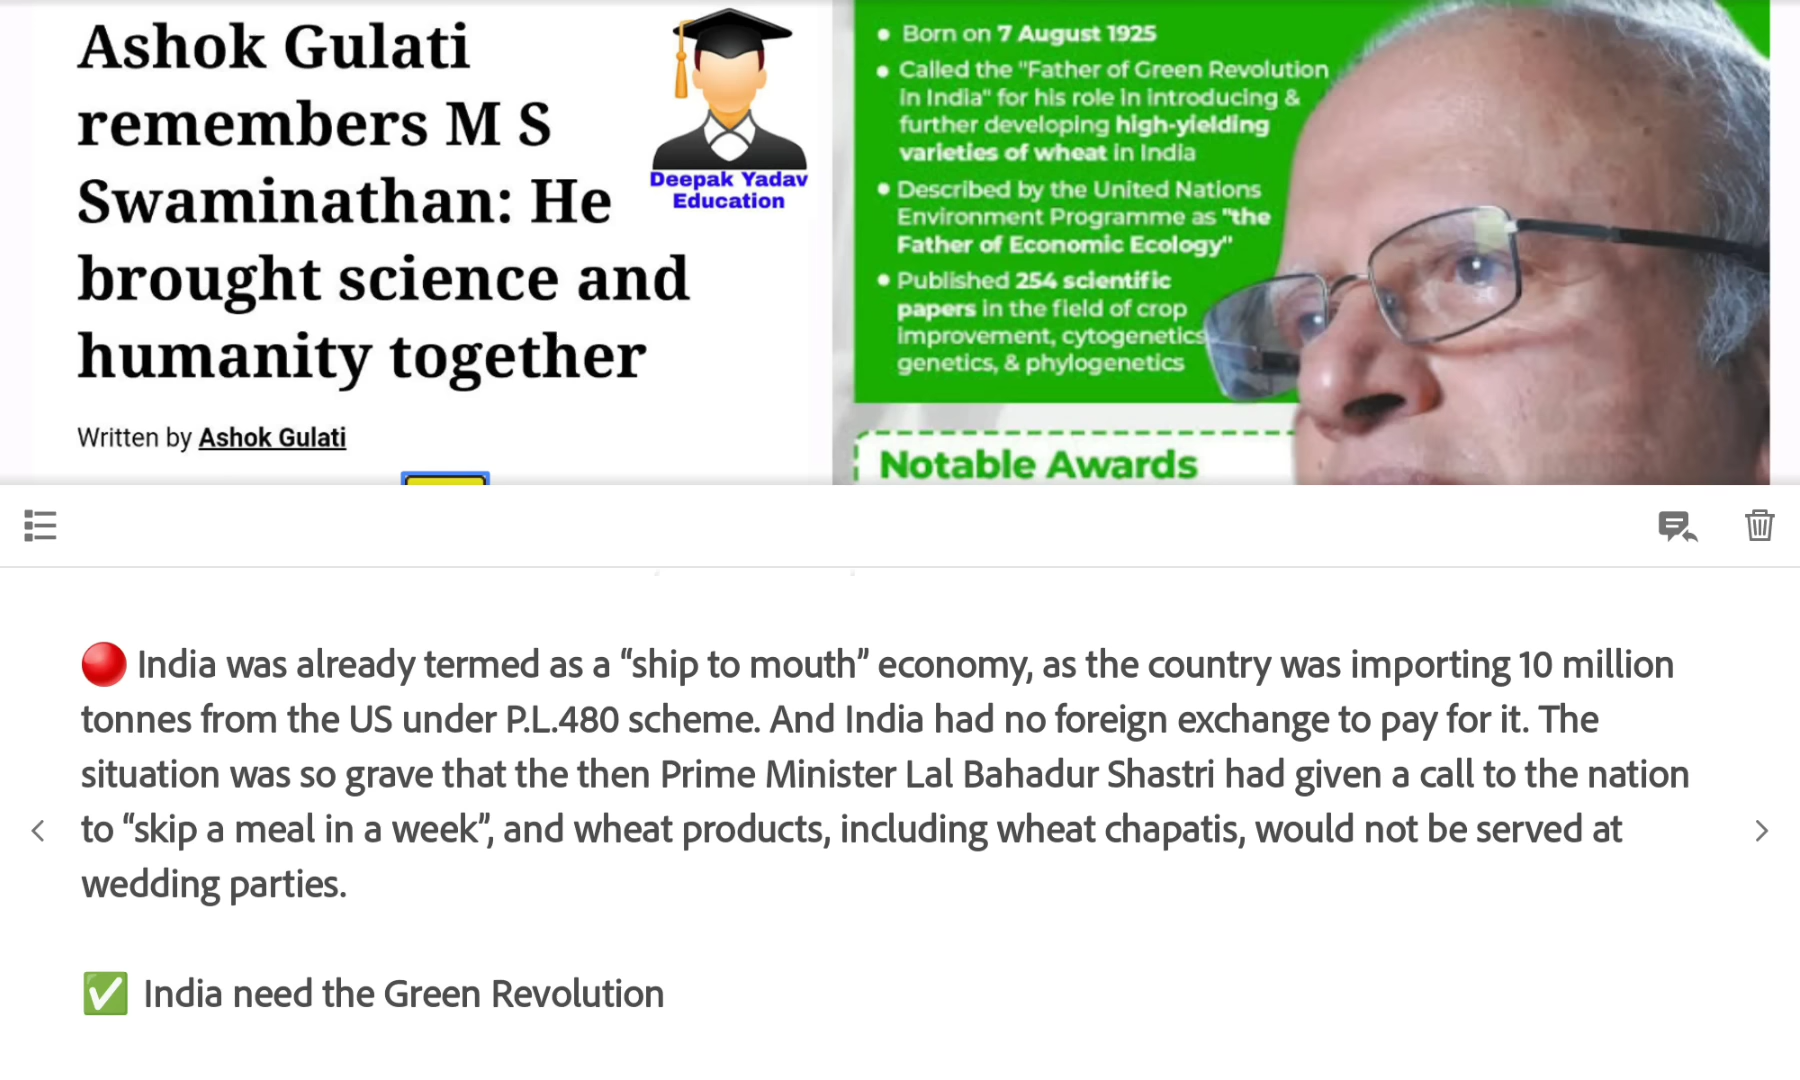 Ashok Gulati
remembers M S
Swaminathan: He
brought science and
humanity together
Written by Ashok Gulati
Deepak Yadav
Education
Born on 7 August 1925
Called the "Father of Green Revolution
in India" for his role in introducing &
further developing high-yielding
varieties of wheat in India
Described by the United Nations
Environment Programme as "the
Father of Economic Ecology"
Published 254 scientific
papers in the field of crop
improvement, cytogenetics
genetics, & phylogenetics
Notable Awards
🔴 India was already termed as a “ship to mouth” economy, as the country was importing 10 million
tonnes from the US under P.L.480 scheme. And India had no foreign exchange to pay for it. The
situation was so grave that the then Prime Minister Lal Bahadur Shastri had given a call to the nation
to “skip a meal in a week”, and wheat products, including wheat chapatis, would not be served at
wedding parties.
✅ India need the Green Revolution